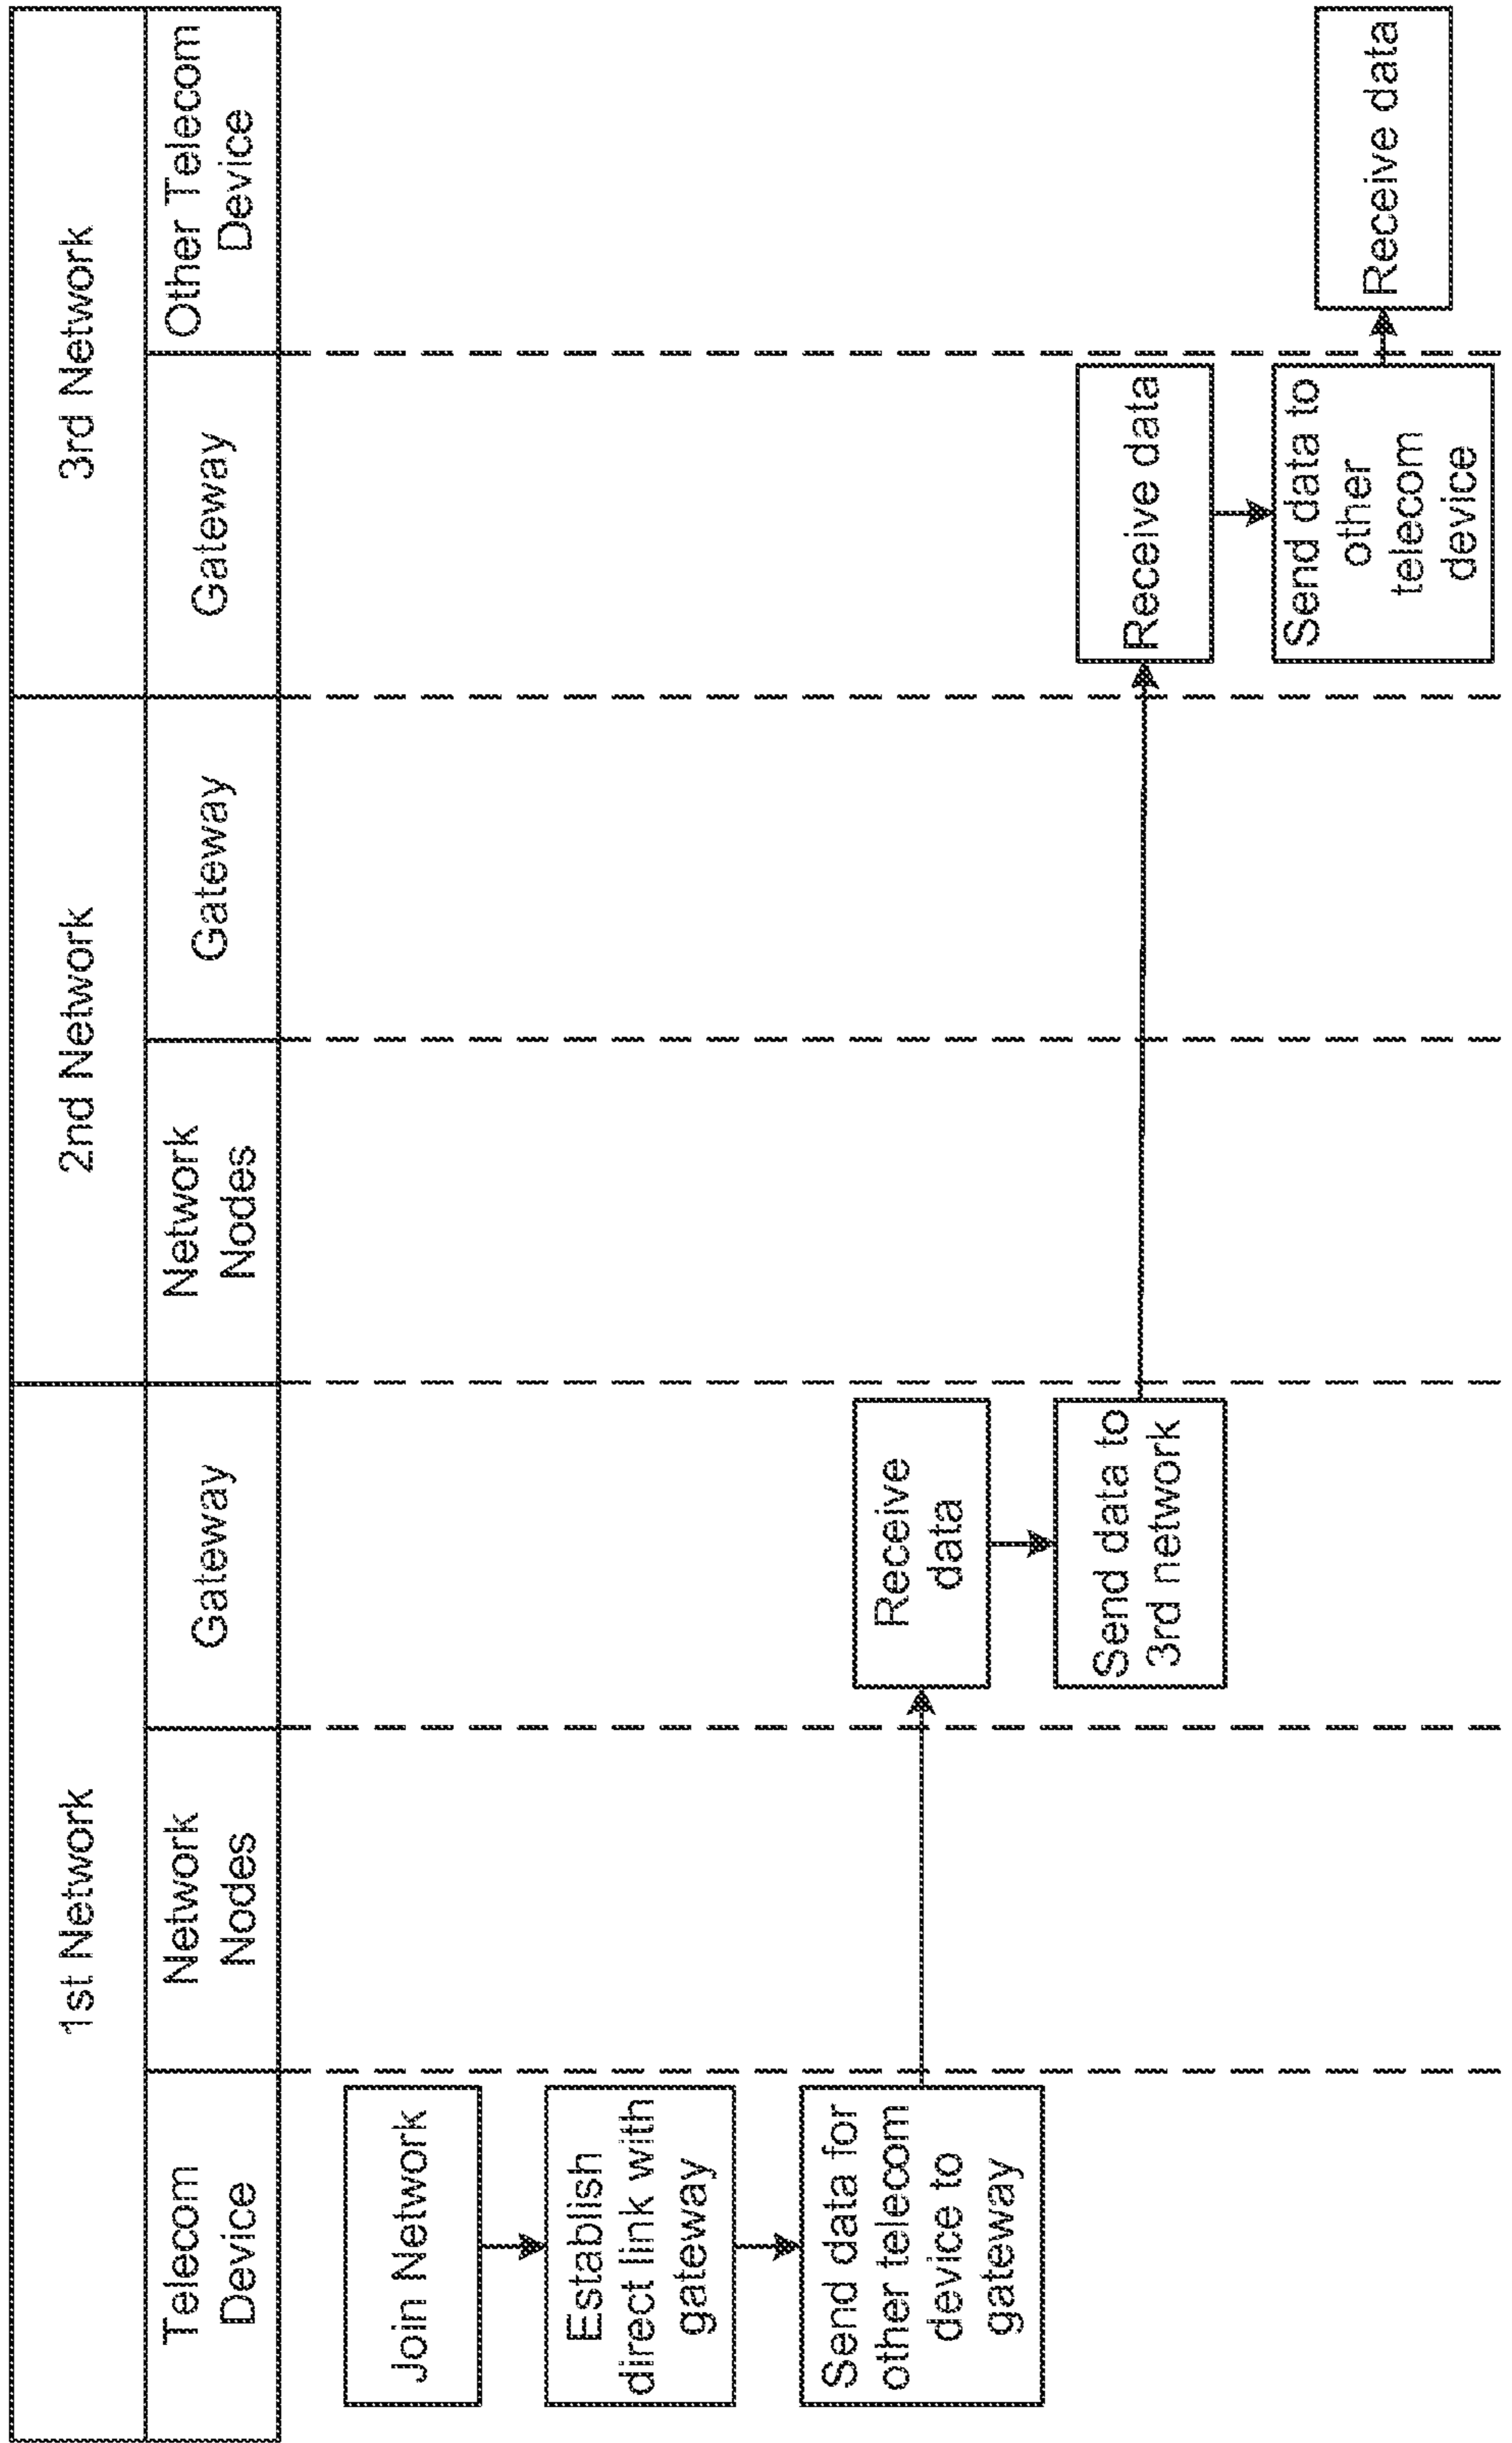 1st Network
2nd Network
3rd Network
Telecom
Device
Network
Nodes
Gateway
Network
Nodes
Gateway
Gateway
Other Telecom
Device
Join Network
Establish
direct link with
gateway
Send data for
other telecom
device to
gateway
Receive
data
Send data to
3rd network
Receive data
Send data to
other
telecom
device
Receive data